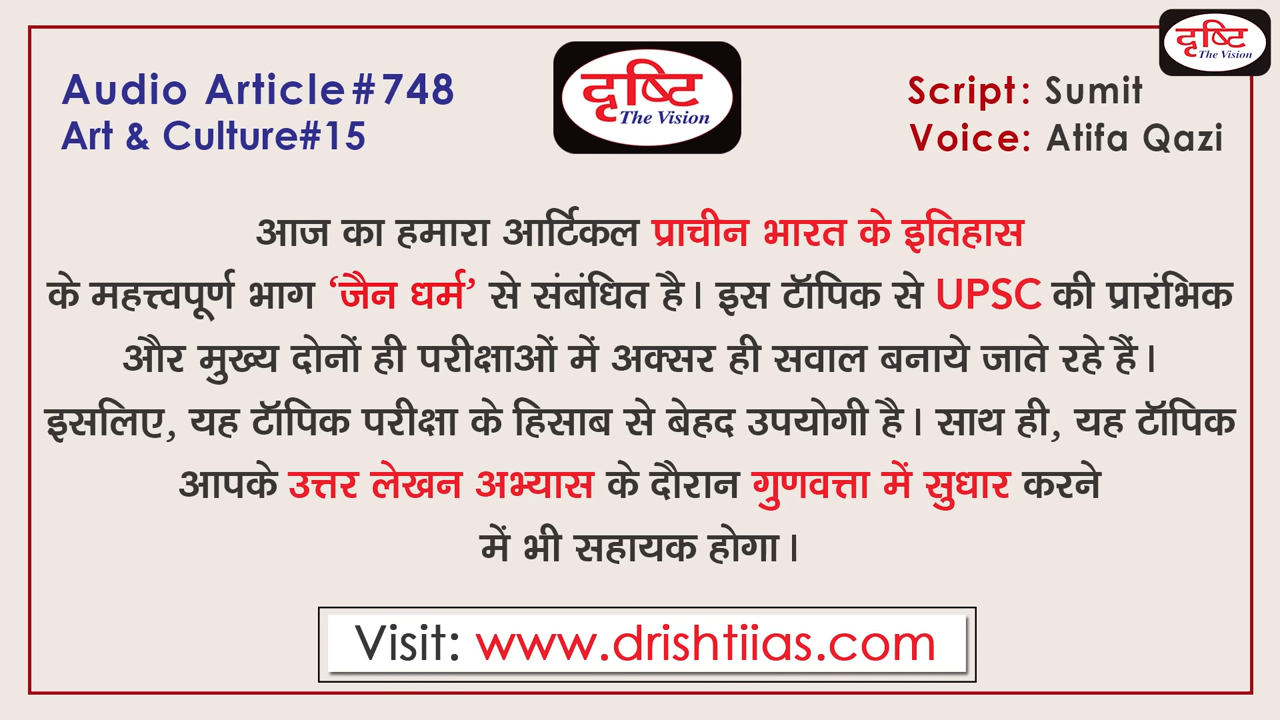 Audio Article#748
Art & Culture#15
दृष्टि
The Vision
Script: Sumit
Voice: Atifa Qazi
दृष्टि
The Vision
आज का हमारा आर्टिकल प्राचीन भारत के इतिहास
के महत्त्वपूर्ण भाग ‘जैन धर्म’ से संबंधित है। इस टॉपिक से UPSC की प्रारंभिक
और मुख्य दोनों ही परीक्षाओं में अक्सर ही सवाल बनाये जाते रहे हैं।
इसलिए, यह टॉपिक परीक्षा के हिसाब से बेहद उपयोगी है। साथ ही, यह टॉपिक
आपके उत्तर लेखन अभ्यास के दौरान गुणवत्ता में सुधार करने
में भी सहायक होगा।
Visit: www.drishtiias.com